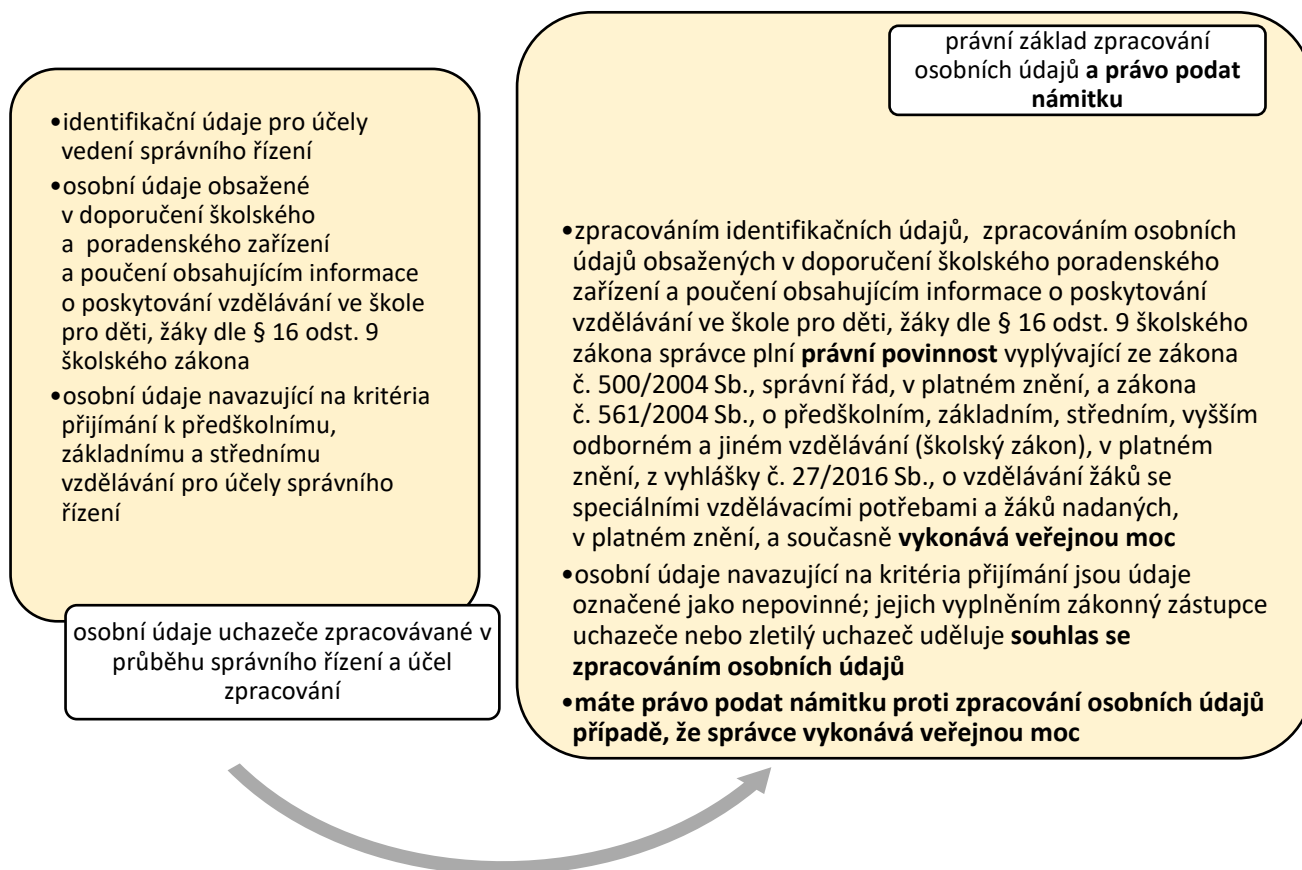 •identifikační údaje pro účely
vedení správního řízení
•osobní údaje obsažené
v doporučení školského
a  poradenského zařízení
a poučení obsahujícím informace
o poskytování vzdělávání ve škole
pro děti, žáky dle § 16 odst. 9
školského zákona
•osobní údaje navazující na kritéria
přijímání k předškolnímu,
základnímu a střednímu
vzdělávání pro účely správního
řízení
osobní údaje uchazeče zpracovávané v
průběhu správního řízení a účel
zpracování
právní základ zpracování
osobních údajů a právo podat
námitku
•zpracováním identifikačních údajů,  zpracováním osobních
údajů obsažených v doporučení školského poradenského
zařízení a poučení obsahujícím informace o poskytování
vzdělávání ve škole pro děti, žáky dle § 16 odst. 9 školského
zákona správce plní právní povinnost vyplývající ze zákona
č. 500/2004 Sb., správní řád, v platném znění, a zákona
č. 561/2004 Sb., o předškolním, základním, středním, vyšším
odborném a jiném vzdělávání (školský zákon), v platném
znění, z vyhlášky č. 27/2016 Sb., o vzdělávání žáků se
speciálními vzdělávacími potřebami a žáků nadaných,
v platném znění, a současně vykonává veřejnou moc
•osobní údaje navazující na kritéria přijímání jsou údaje
označené jako nepovinné; jejich vyplněním zákonný zástupce
uchazeče nebo zletilý uchazeč uděluje souhlas se
zpracováním osobních údajů
•máte právo podat námitku proti zpracování osobních údajů
případě, že správce vykonává veřejnou moc